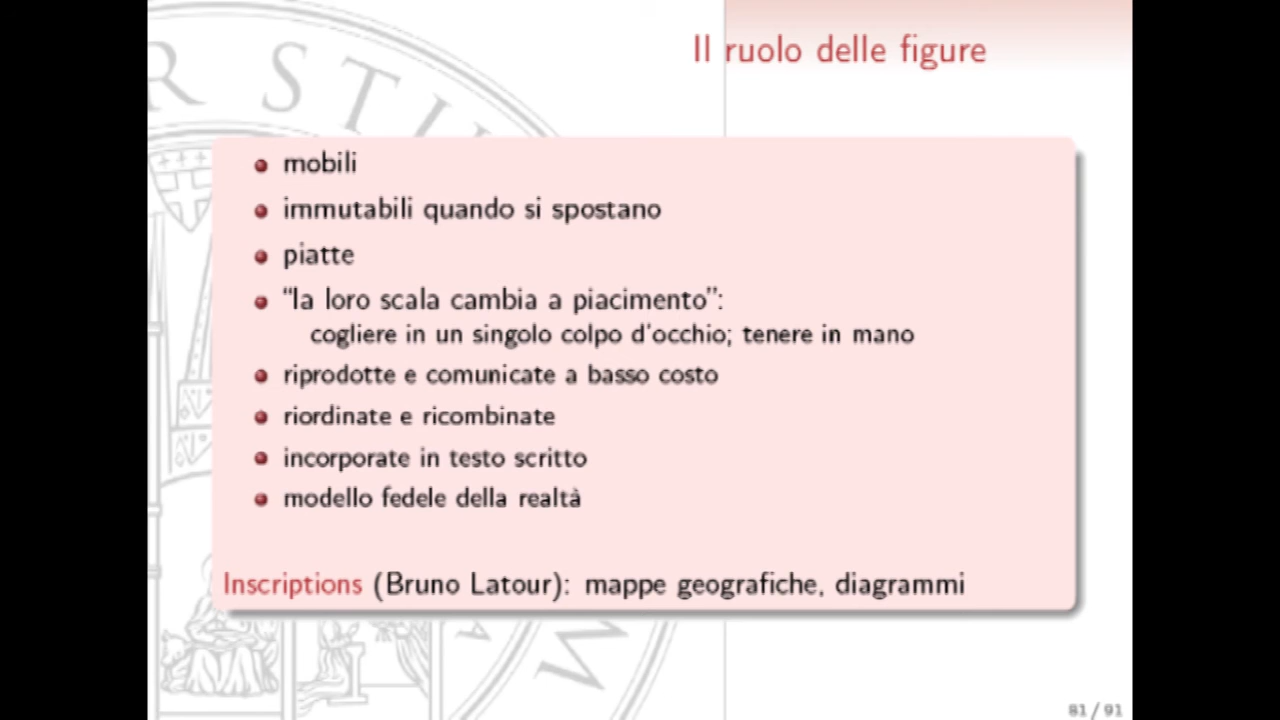 R STU
Il ruolo delle figure
mobili
immutabili quando si spostano
piatte
“la loro scala cambia a piacimento”:
cogliere in un singolo colpo d'occhio; tenere in mano
riprodotte e comunicate a basso costo
riordinate e ricombinate
incorporate in testo scritto
modello fedele della realtà
Inscriptions (Bruno Latour): mappe geografiche, diagrammi
81 / 91